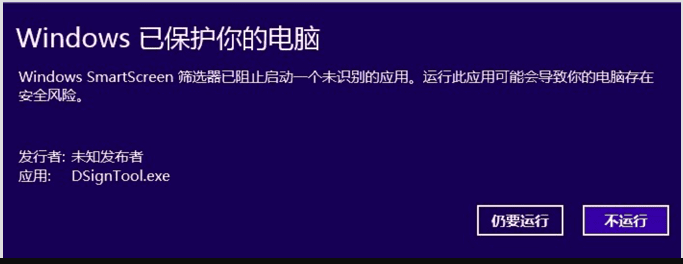 Windows 已保护你的电脑
Windows SmartScreen 筛选器已阻止启动一个未识别的应用。运行此应用可能会导致你的电脑存在
安全风险。
发行者: 未知发布者
应用: DSignTool.exe
仍要运行 不运行